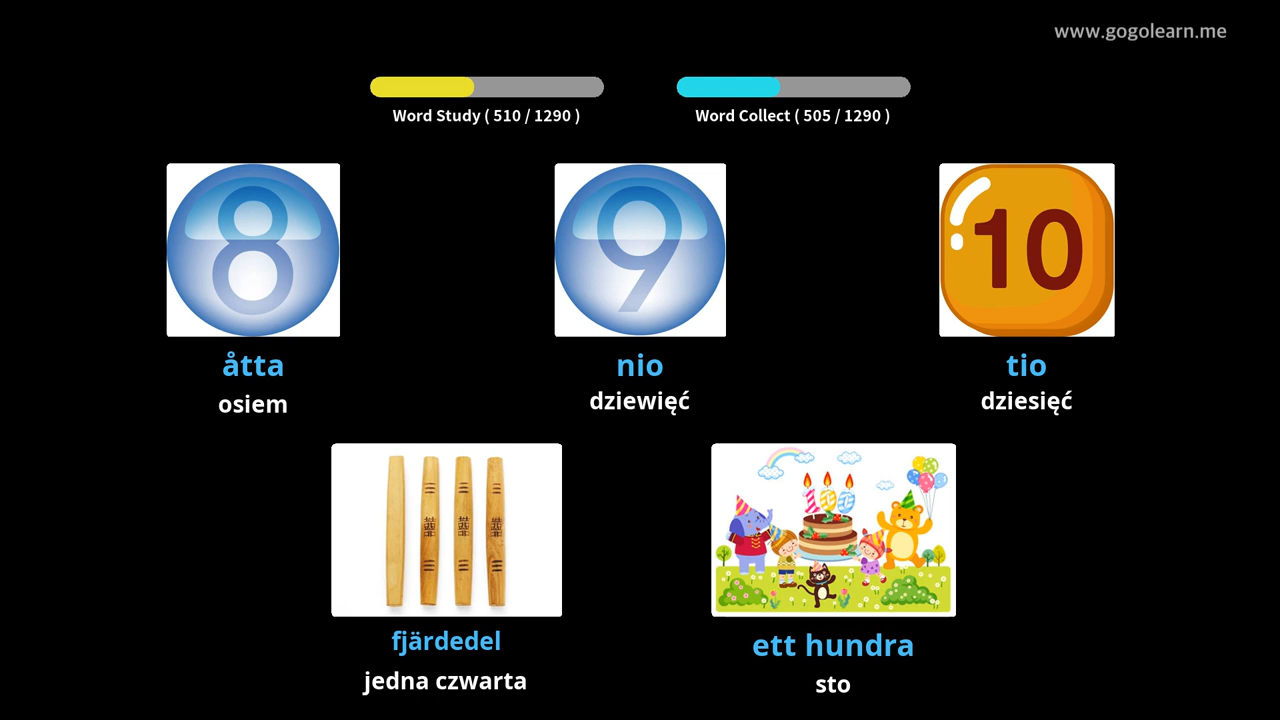 www.gogolearn.me
Word Study ( 510 / 1290 )
Word Collect ( 505 / 1290 )
8
9
10
åtta
nio
tio
osiem
dziewięć
dziesięć
100
fjärdedel
ett hundra
jedna czwarta
sto